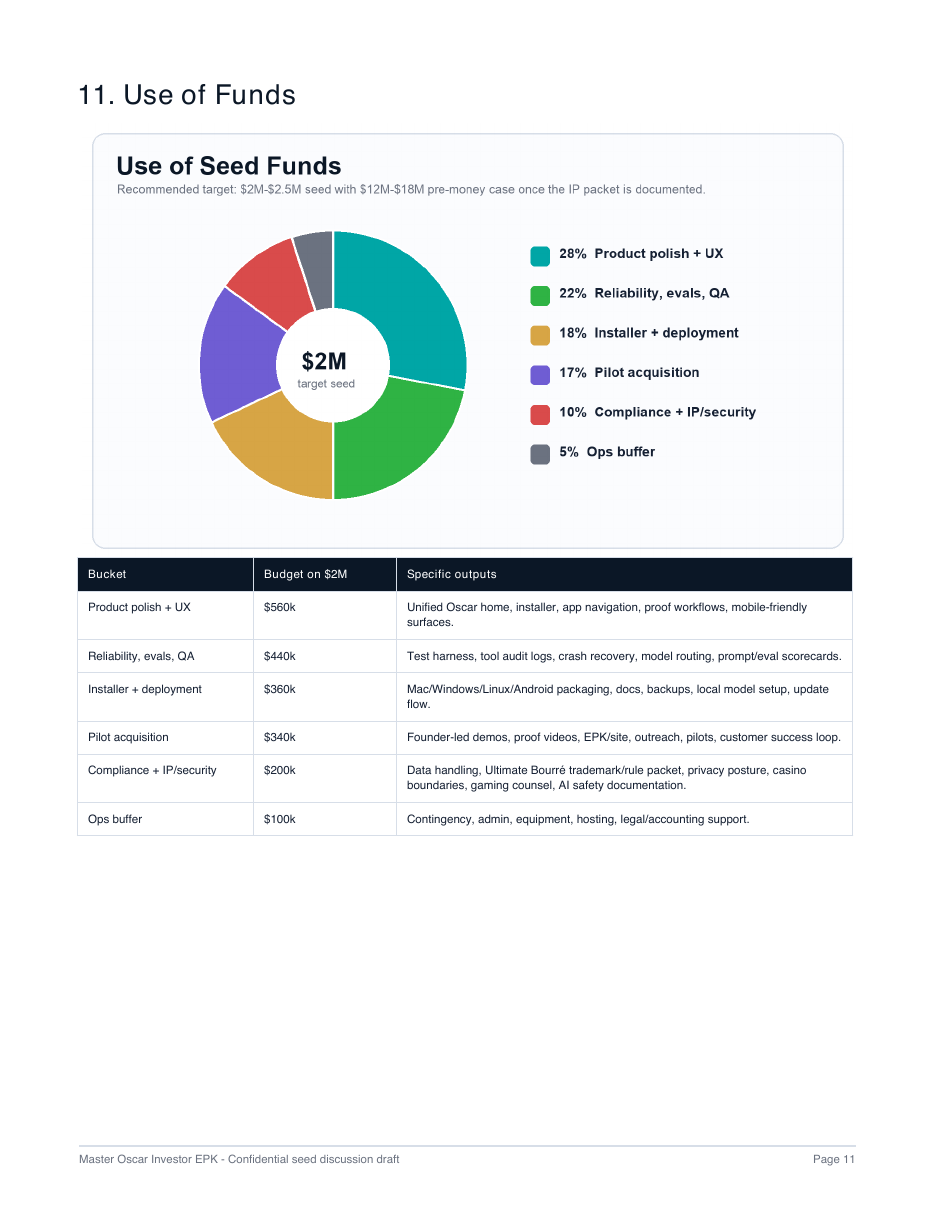 11. Use of Funds
Use of Seed Funds
Recommended target: $2M-$2.5M seed with $12M-$18M pre-money case once the IP packet is documented.
$2M
target seed
28% Product polish + UX
22% Reliability, evals, QA
18% Installer + deployment
17% Pilot acquisition
10% Compliance + IP/security
5% Ops buffer
Bucket Budget on $2M Specific outputs
Product polish + UX $560k Unified Oscar home, installer, app navigation, proof workflows, mobile-friendly
surfaces.
Reliability, evals, QA $440k Test harness, tool audit logs, crash recovery, model routing, prompt/eval scorecards.
Installer + deployment $360k Mac/Windows/Linux/Android packaging, docs, backups, local model setup, update
flow.
Pilot acquisition $340k Founder-led demos, proof videos, EPK/site, outreach, pilots, customer success loop.
Compliance + IP/security $200k Data handling, Ultimate Bourré trademark/rule packet, privacy posture, casino
boundaries, gaming counsel, AI safety documentation.
Ops buffer $100k Contingency, admin, equipment, hosting, legal/accounting support.
Master Oscar Investor EPK - Confidential seed discussion draft Page 11